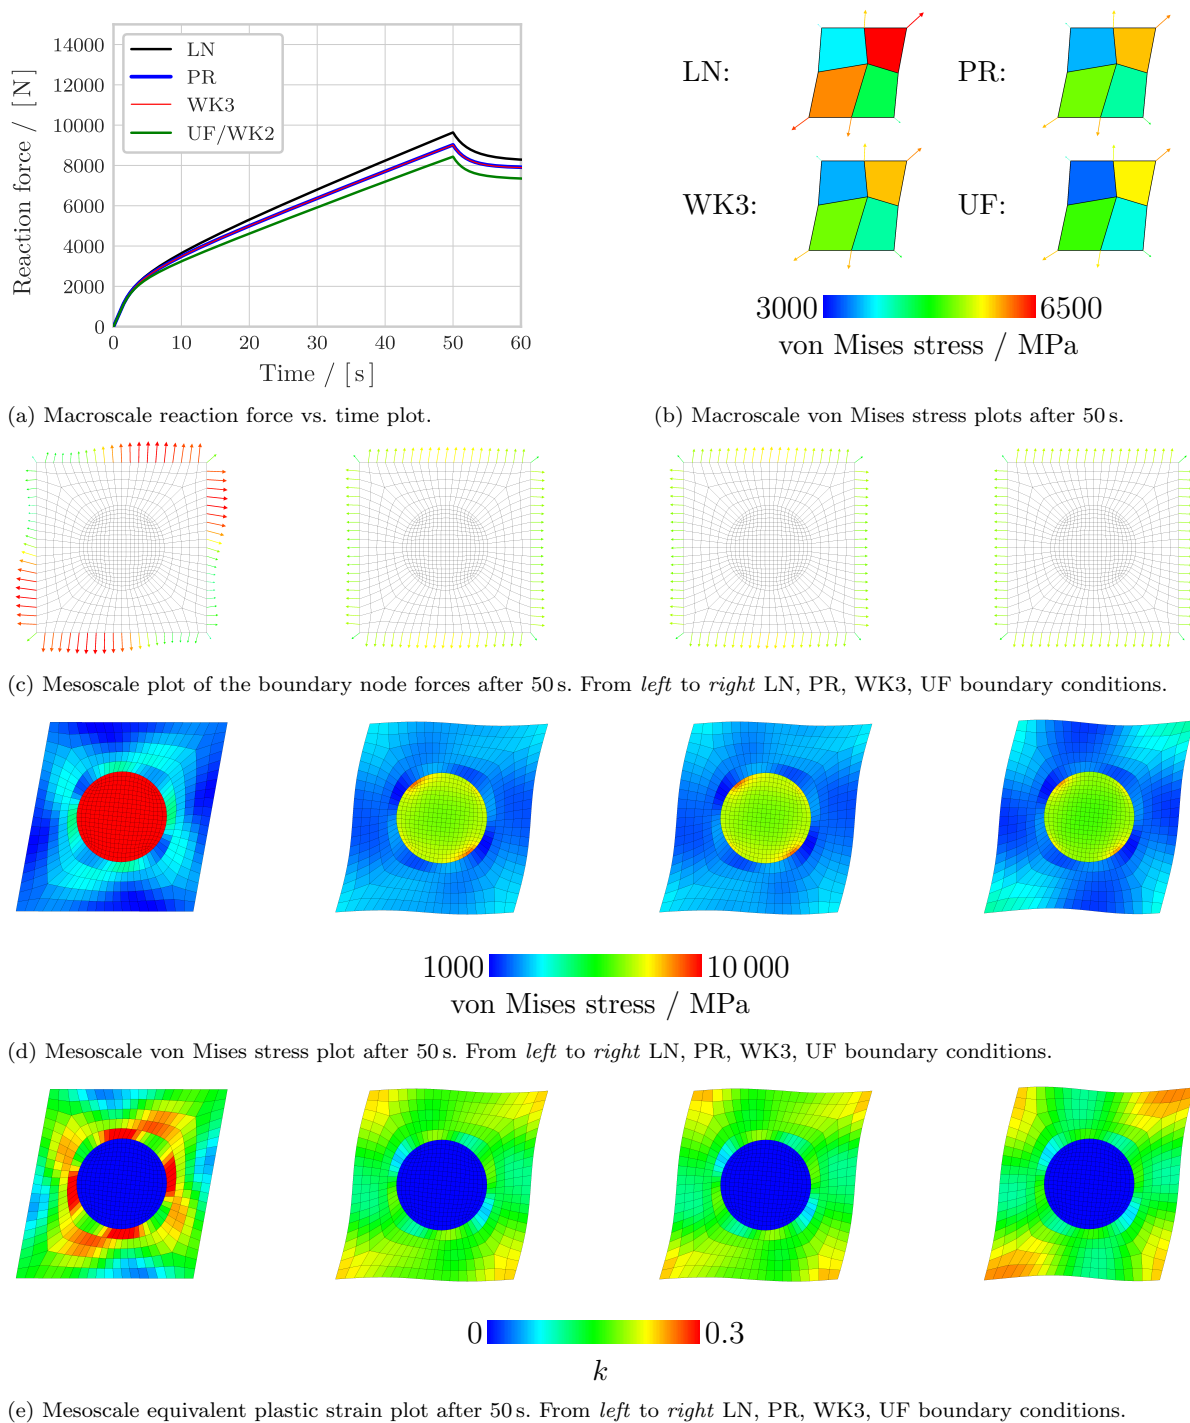 14000
12000
10000
8000
6000
4000
2000
0
Reaction force / [N]
LN
PR
WK3
UF/WK2
0 10 20 30 40 50 60
Time / [s]
LN: PR:
WK3: UF:
3000 6500
von Mises stress / MPa
(a) Macroscale reaction force vs. time plot.
(b) Macroscale von Mises stress plots after 50 s.
(c) Mesoscale plot of the boundary node forces after 50 s. From left to right LN, PR, WK3, UF boundary conditions.
1000 10 000
von Mises stress / MPa
(d) Mesoscale von Mises stress plot after 50 s. From left to right LN, PR, WK3, UF boundary conditions.
0 0.3
k
(e) Mesoscale equivalent plastic strain plot after 50 s. From left to right LN, PR, WK3, UF boundary conditions.